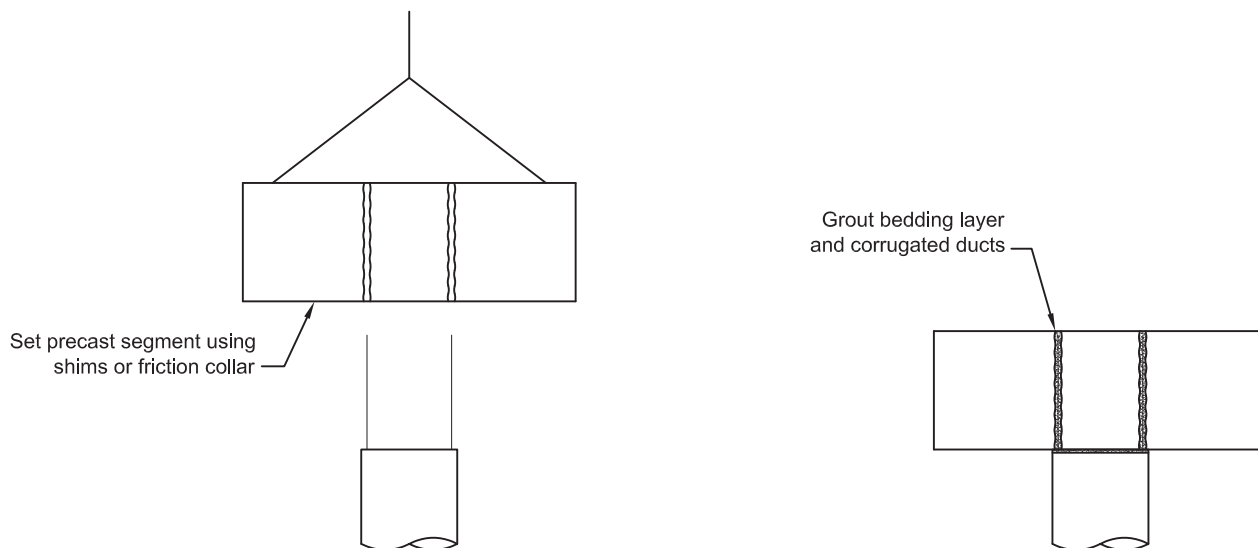 Set precast segment using
shims or friction collar
Grout bedding layer
and corrugated ducts